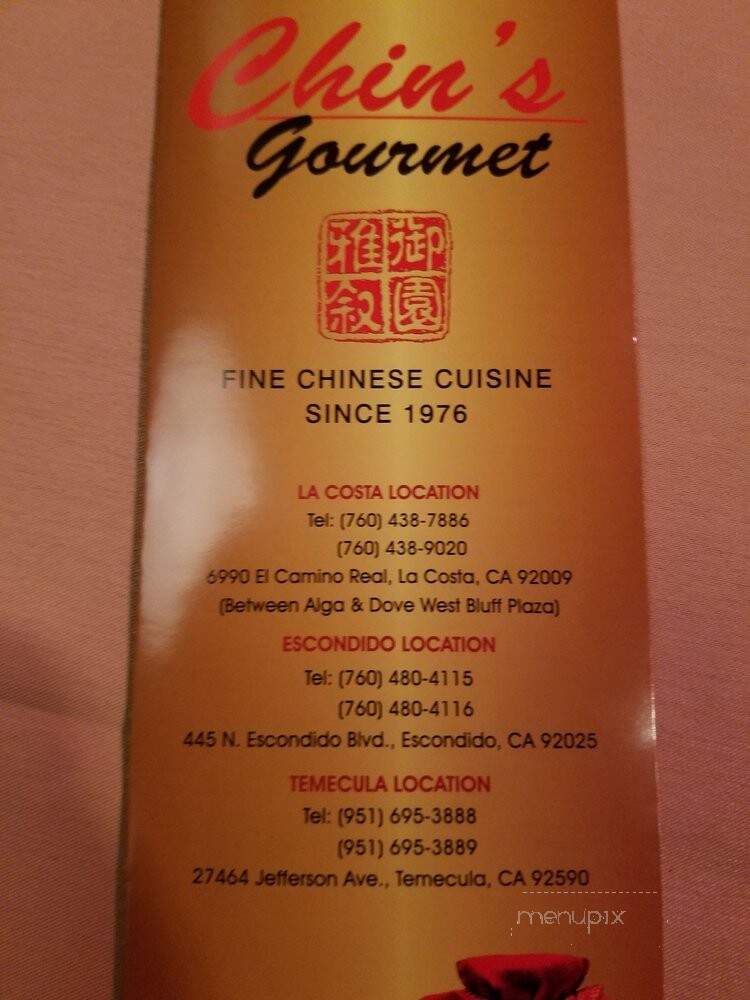 Chin's
Gourmet
御園
雅叙
FINE CHINESE CUISINE
SINCE 1976
LA COSTA LOCATION
Tel: (760) 438-7886
(760) 438-9020
6990 El Camino Real, La Costa, CA 92009
(Between Alga & Dove West Bluff Plaza)
ESCONDIDO LOCATION
Tel: (760) 480-4115
(760) 480-4116
445 N. Escondido Blvd., Escondido, CA 92025
TEMECULA LOCATION
Tel: (951) 695-3888
(951) 695-3889
27464 Jefferson Ave., Temecula, CA 92590
menupix